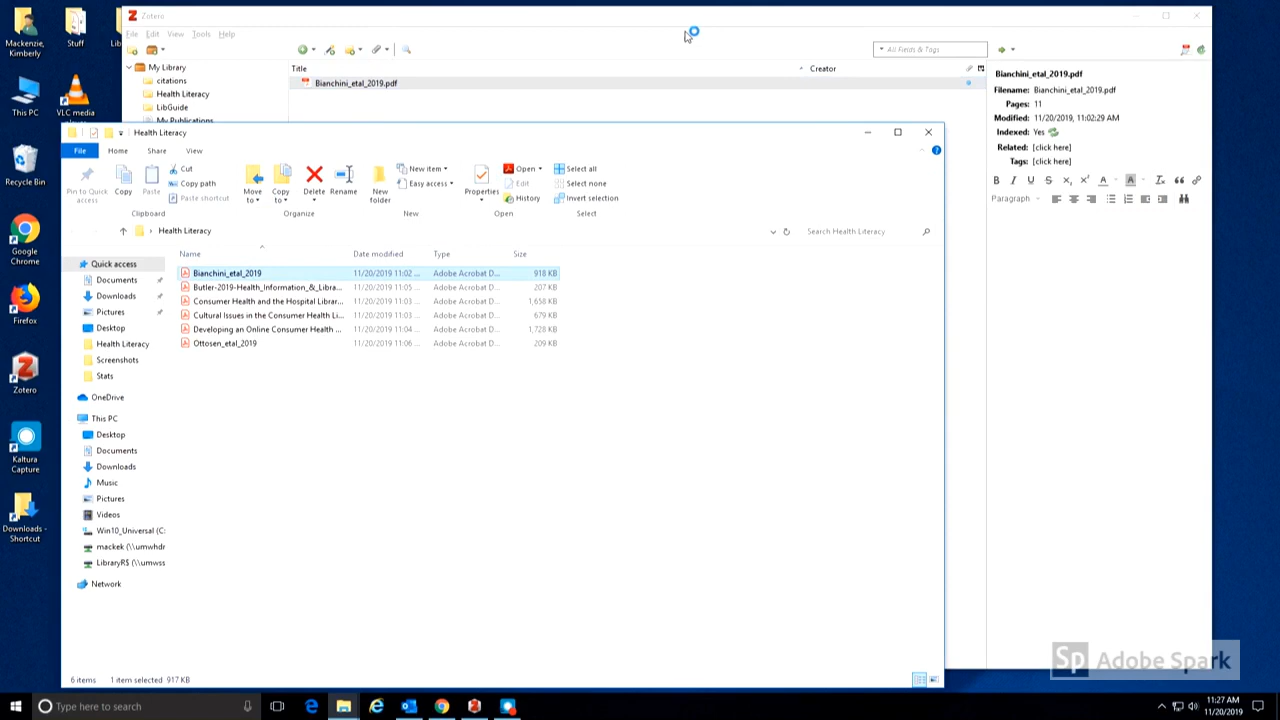 Mackenzie, Kimberly
Stuff
This PC
VLC media
Recycle Bin
Google Chrome
Firefox
Zotero
Kaltura Capture
Downloads - Shortcut
Zotero
File Edit View Tools Help
All Fields & Tags
My Library
citations
Health Literacy
LibGuide
My Publications
Title Creator
Bianchini_etal_2019.pdf
Bianchini_etal_2019.pdf
Filename: Bianchini_etal_2019.pdf
Pages: 11
Modified: 11/20/2019, 11:02:29 AM
Indexed: Yes
Related: [click here]
Tags: [click here]
Paragraph
Health Literacy
File Home Share View
Pin to Quick access
Copy
Paste
Cut
Copy path
Paste shortcut
Clipboard
Move to
Copy to
Delete
Rename
Organize
New folder
New item
Easy access
New
Properties
Open
Edit
History
Open
Select all
Select none
Invert selection
Select
Health Literacy
Search Health Literacy
Name Date modified Type Size
Bianchini_etal_2019 11/20/2019 11:02 ... Adobe Acrobat D... 918 KB
Butler-2019-Health_Information_&_Libra... 11/20/2019 11:05 ... Adobe Acrobat D... 207 KB
Consumer Health and the Hospital Librar... 11/20/2019 11:03 ... Adobe Acrobat D... 1,658 KB
Cultural Issues in the Consumer Health Li... 11/20/2019 11:03 ... Adobe Acrobat D... 679 KB
Developing an Online Consumer Health ... 11/20/2019 11:04 ... Adobe Acrobat D... 1,728 KB
Ottosen_etal_2019 11/20/2019 11:06 ... Adobe Acrobat D... 209 KB
Quick access
Documents
Downloads
Pictures
Desktop
Health Literacy
Screenshots
Stats
OneDrive
This PC
Desktop
Documents
Downloads
Music
Pictures
Videos
Win10_Universal (C:
mackek (\\umwhdr
LibraryR$ (\\umwss
Network
6 items 1 item selected 917 KB
Sp Adobe Spark
Type here to search
11:27 AM
11/20/2019